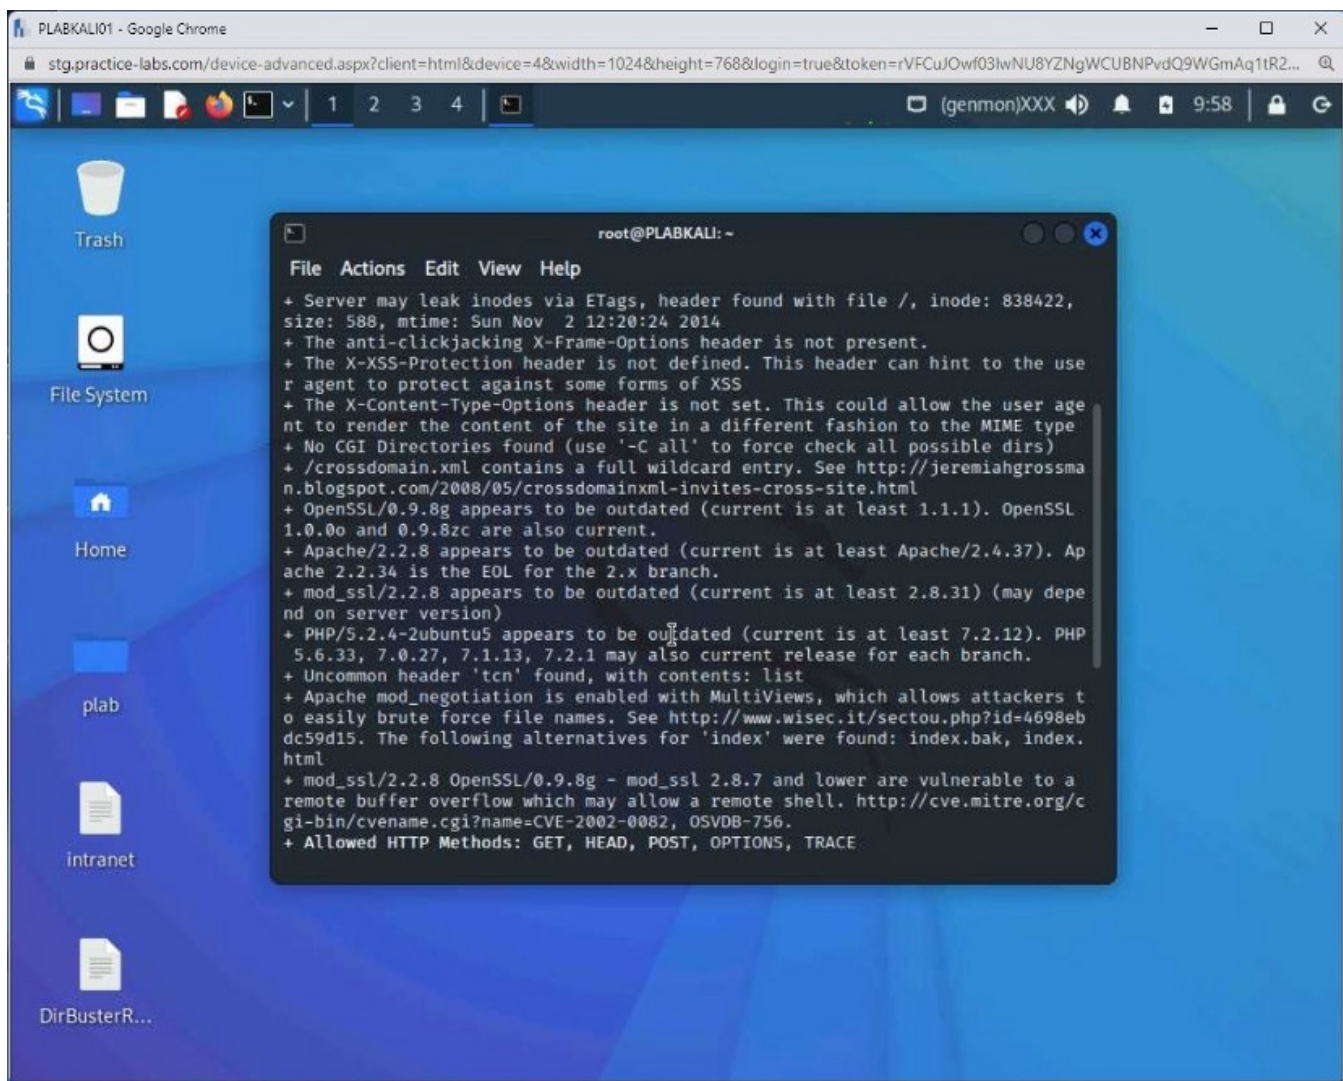 PLABKALI01 - Google Chrome
stg.practice-labs.com/device-advanced.aspx?client=html&device=4&width=1024&height=768&login=true&token=rVFCuJOwf03IwNU8YZNgWCUBNPvdQ9WGmAq1tR2...
1 2 3 4 (genmon)XXX 9:58
Trash
File System
Home
plab
intranet
DirBusterR...
root@PLABKALI: ~
File Actions Edit View Help
+ Server may leak inodes via ETags, header found with file /, inode: 838422,
size: 588, mtime: Sun Nov  2 12:20:24 2014
+ The anti-clickjacking X-Frame-Options header is not present.
+ The X-XSS-Protection header is not defined. This header can hint to the use
r agent to protect against some forms of XSS
+ The X-Content-Type-Options header is not set. This could allow the user age
nt to render the content of the site in a different fashion to the MIME type
+ No CGI Directories found (use '-C all' to force check all possible dirs)
+ /crossdomain.xml contains a full wildcard entry. See http://jeremiahgrossma
n.blogspot.com/2008/05/crossdomainxml-invites-cross-site.html
+ OpenSSL/0.9.8g appears to be outdated (current is at least 1.1.1). OpenSSL
1.0.0o and 0.9.8zc are also current.
+ Apache/2.2.8 appears to be outdated (current is at least Apache/2.4.37). Ap
ache 2.2.34 is the EOL for the 2.x branch.
+ mod_ssl/2.2.8 appears to be outdated (current is at least 2.8.31) (may depe
nd on server version)
+ PHP/5.2.4-2ubuntu5 appears to be outdated (current is at least 7.2.12). PHP
5.6.33, 7.0.27, 7.1.13, 7.2.1 may also current release for each branch.
+ Uncommon header 'tcn' found, with contents: list
+ Apache mod_negotiation is enabled with MultiViews, which allows attackers t
o easily brute force file names. See http://www.wisec.it/sectou.php?id=4698eb
dc59d15. The following alternatives for 'index' were found: index.bak, index.
html
+ mod_ssl/2.2.8 OpenSSL/0.9.8g - mod_ssl 2.8.7 and lower are vulnerable to a
remote buffer overflow which may allow a remote shell. http://cve.mitre.org/c
gi-bin/cvename.cgi?name=CVE-2002-0082, OSVDB-756.
+ Allowed HTTP Methods: GET, HEAD, POST, OPTIONS, TRACE